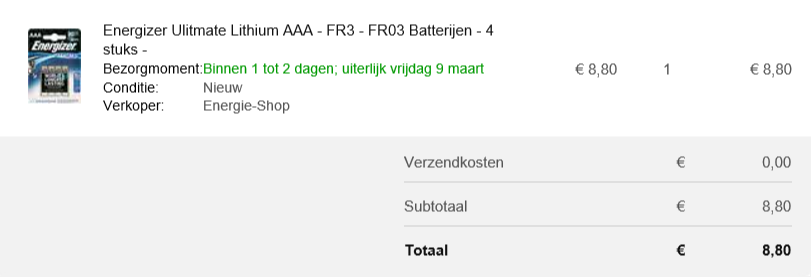 Energizer Ulitmate Lithium AAA - FR3 - FR03 Batterijen - 4
stuks -
Bezorgmoment:Binnen 1 tot 2 dagen; uiterlijk vrijdag 9 maart € 8,80 1 € 8,80
Conditie: Nieuw
Verkoper: Energie-Shop
AAA
Energizer
Verzendkosten € 0,00
Subtotaal € 8,80
Totaal € 8,80